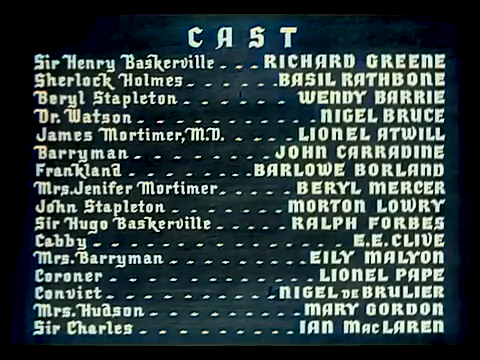 CAST
Sir Henry Baskerville . . . RICHARD GREENE
Sherlock Holmes . . . . . . BASIL RATHBONE
Beryl Stapleton . . . . . . . WENDY BARRIE
Dr. Watson . . . . . . . . . . . NIGEL BRUCE
James Mortimer, M.D. . . . . LIONEL ATWILL
Barryman . . . . . . . . . JOHN CARRADINE
Frankland . . . . . . . . BARLOWE BORLAND
Mrs. Jenifer Mortimer . . . . . BERYL MERCER
John Stapleton . . . . . . . MORTON LOWRY
Sir Hugo Baskerville . . . . . RALPH FORBES
Cabby . . . . . . . . . . . . . . . E.E. CLIVE
Mrs. Barryman . . . . . . . . . EILY MALYON
Coroner . . . . . . . . . . . . . LIONEL PAPE
Convict . . . . . . . . . . NIGEL DE BRULIER
Mrs. Hudson . . . . . . . . . MARY GORDON
Sir Charles . . . . . . . . . IAN MacLAREN